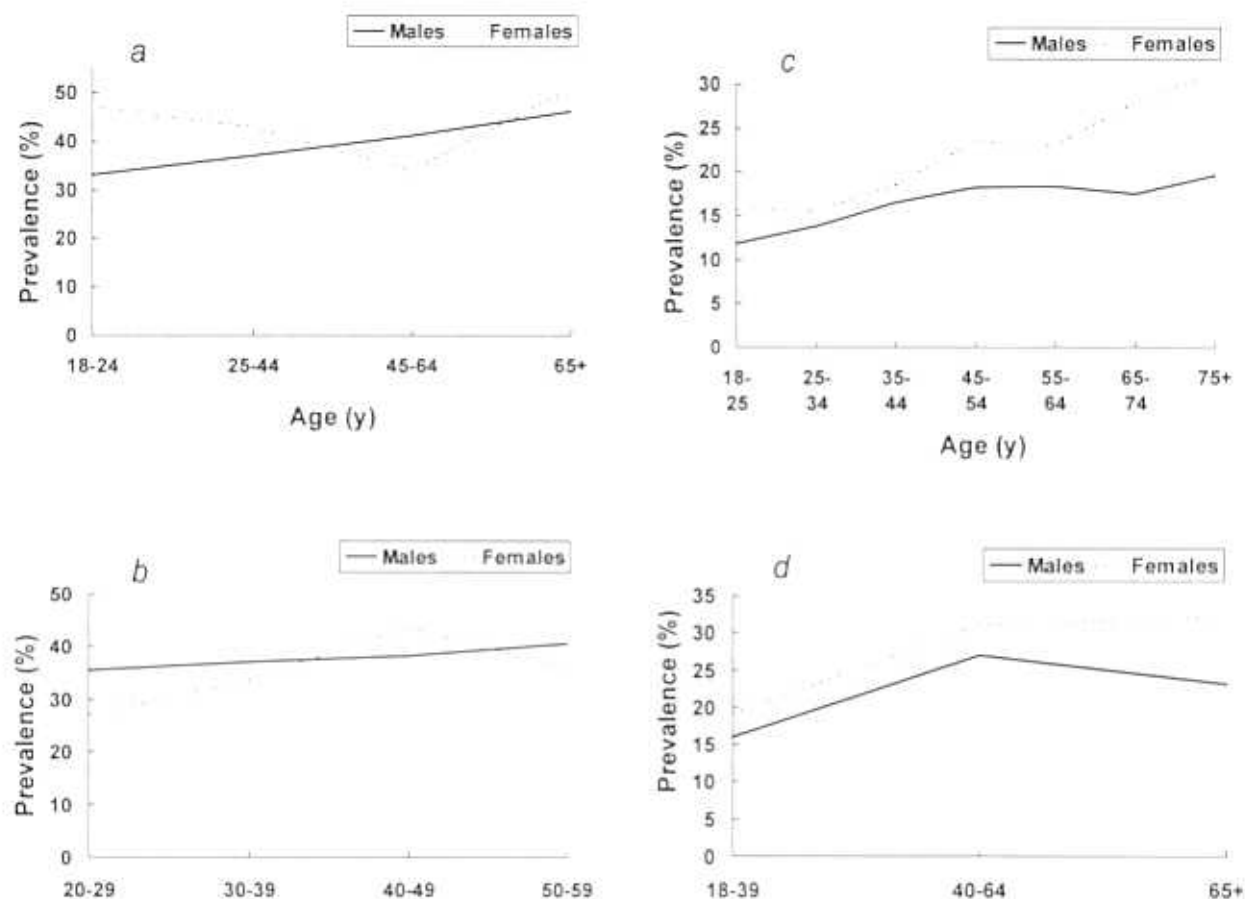 a
Males Females
Prevalence (%)
50
40
30
20
10
0
18-24 25-44 45-64 65+
Age (y)
c
Males Females
Prevalence (%)
30
25
20
15
10
5
0
18- 25- 35- 45- 55- 65- 75+
25 34 44 54 64 74
Age (y)
b
Males Females
Prevalence (%)
50
40
30
20
10
0
20-29 30-39 40-49 50-59
d
Males Females
Prevalence (%)
35
30
25
20
15
10
5
0
18-39 40-64 65+